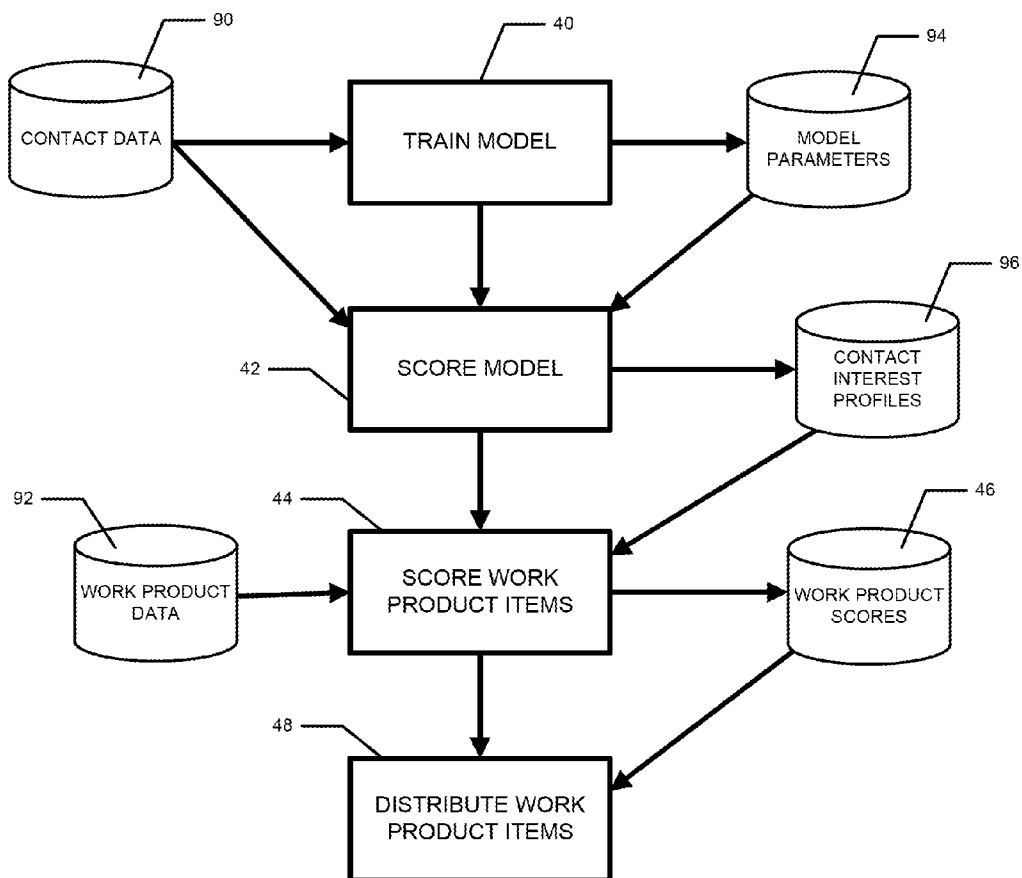 90
40
94
CONTACT DATA
TRAIN MODEL
MODEL
PARAMETERS
96
42
SCORE MODEL
CONTACT
INTEREST
PROFILES
92
44
46
WORK PRODUCT
DATA
SCORE WORK
PRODUCT ITEMS
WORK PRODUCT
SCORES
48
DISTRIBUTE WORK
PRODUCT ITEMS